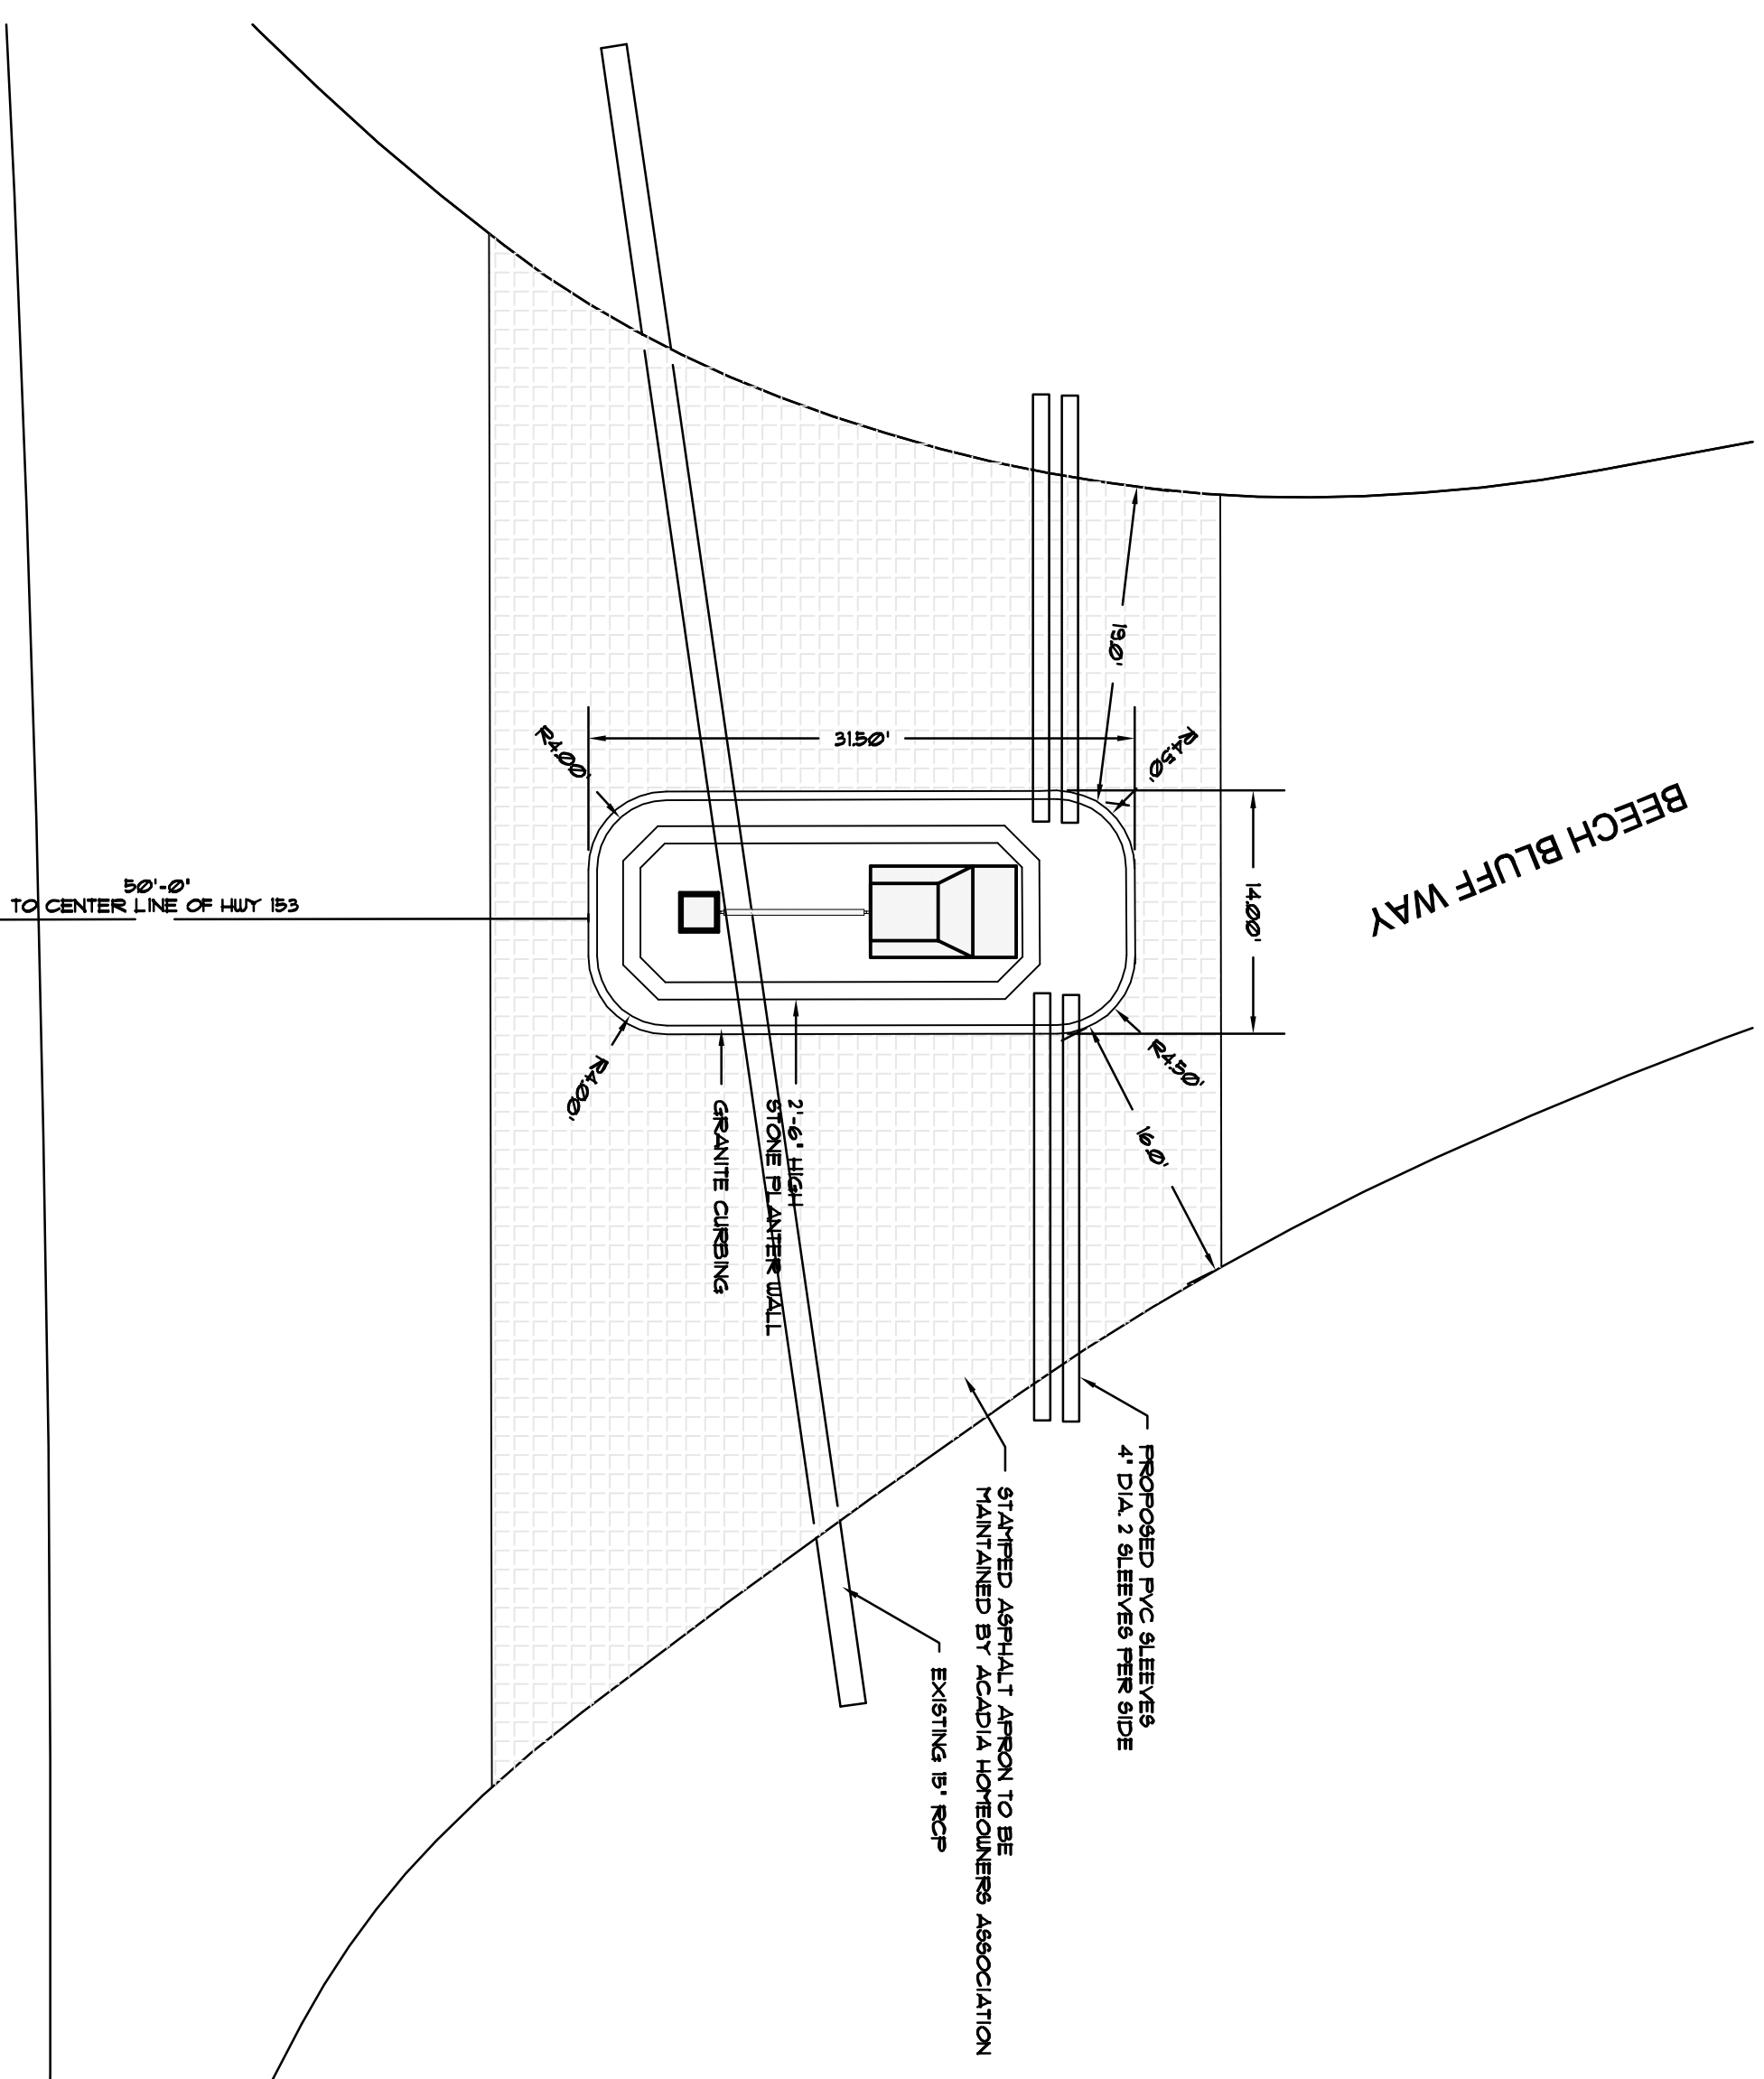 50'-0"
TO CENTER LINE OF HWY 153
R4.00'
31.50'
19.0'
R4.50'
14.00'
BEECH BLUFF WAY
R4.00'
R4.50'
16.0'
2'-6" HIGH
STONE PLANTER WALL
GRANITE CURBING
PROPOSED PVC SLEEVES
4" DIA. 2 SLEEVES PER SIDE
STAMPED ASPHALT APRON TO BE
MAINTAINED BY ACADIA HOMEOWNERS ASSOCIATION
EXISTING 15" RCP